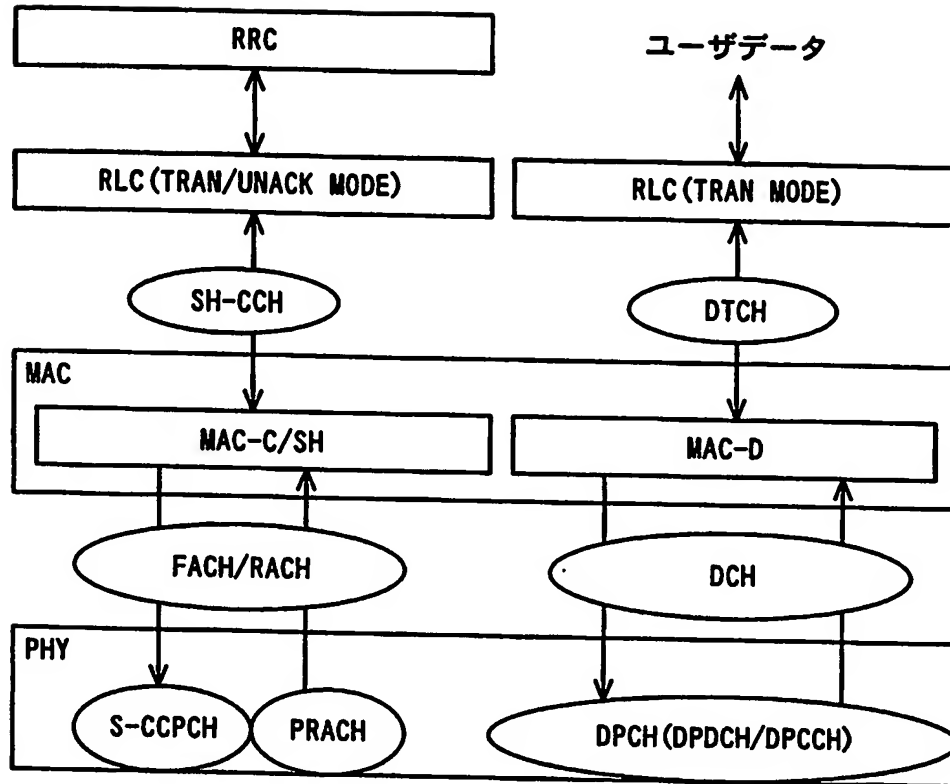 RRC
ユーザデータ
RLC(TRAN/UNACK MODE)
RLC(TRAN MODE)
SH-CCH
DTCH
MAC
MAC-C/SH
MAC-D
FACH/RACH
DCH
PHY
S-CCPCH
PRACH
DPCH(DPDCH/DPCCH)